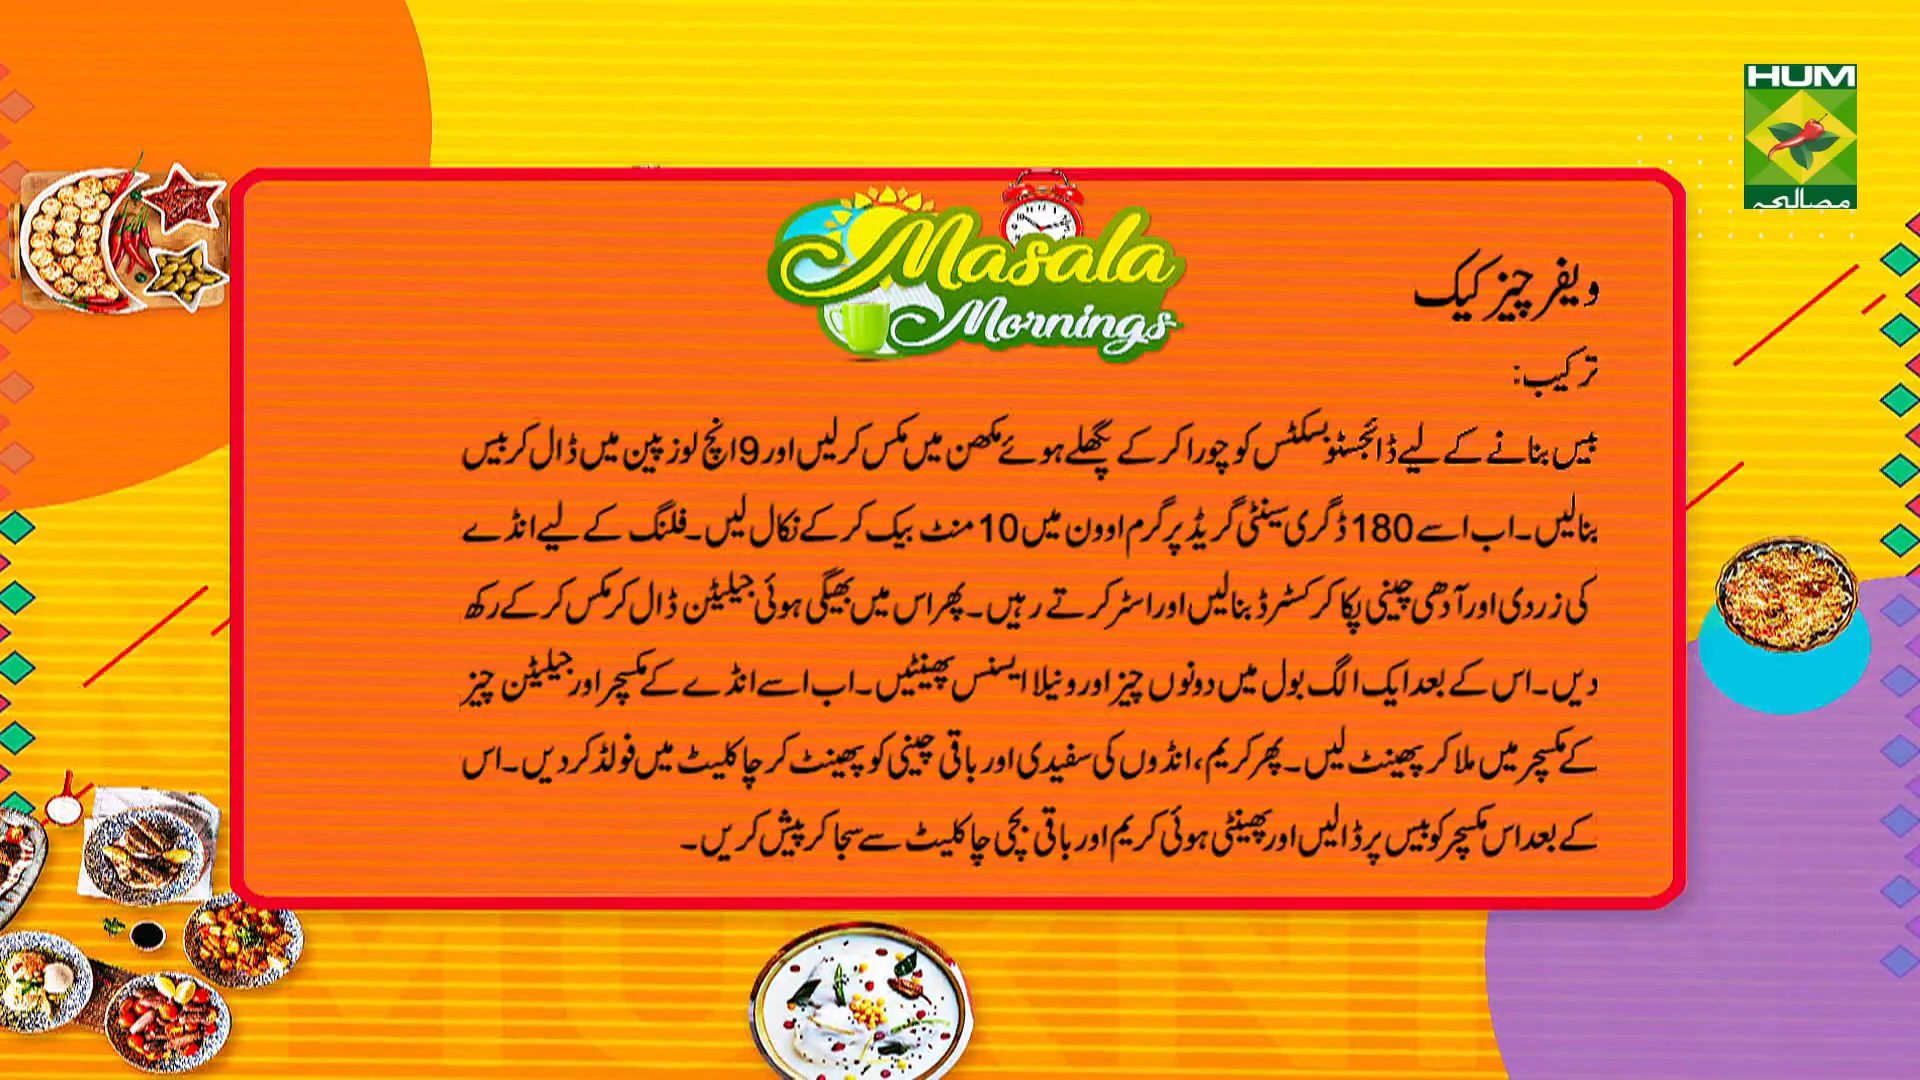 HUM
مصالحہ
Masala
Mornings
ویفر چیز کیک
ترکیب:
بیس بنانے کے لیے ڈائجسٹو بسکٹس کو چورا کر کے پگھلے ہوئے مکھن میں مکس کر لیں اور 9 انچ لوز پین میں ڈال کر بیس
بنالیں۔ اب اسے 180 ڈگری سینٹی گریڈ پر گرم اوون میں 10 منٹ بیک کر کے نکال لیں۔ فلنگ کے لیے انڈے
کی زردی اور آدھی چینی پکا کر کسٹرڈ بنالیں اور اسٹر کرتے رہیں۔ پھر اس میں بھیگی ہوئی جیلیٹن ڈال کر مکس کر کے رکھ
دیں۔ اس کے بعد ایک الگ بول میں دونوں چیز اور ونیلا ایسنس پھینٹیں۔ اب اسے انڈے کے مکسچر اور جیلیٹن چیز
کے مکسچر میں ملا کر پھینٹ لیں۔ پھر کریم، انڈوں کی سفیدی اور باقی چینی کو پھینٹ کر چاکلیٹ میں فولڈ کر دیں۔ اس
کے بعد اس مکسچر کو بیس پر ڈالیں اور پھینٹی ہوئی کریم اور باقی بچی چاکلیٹ سے سجا کر پیش کریں۔